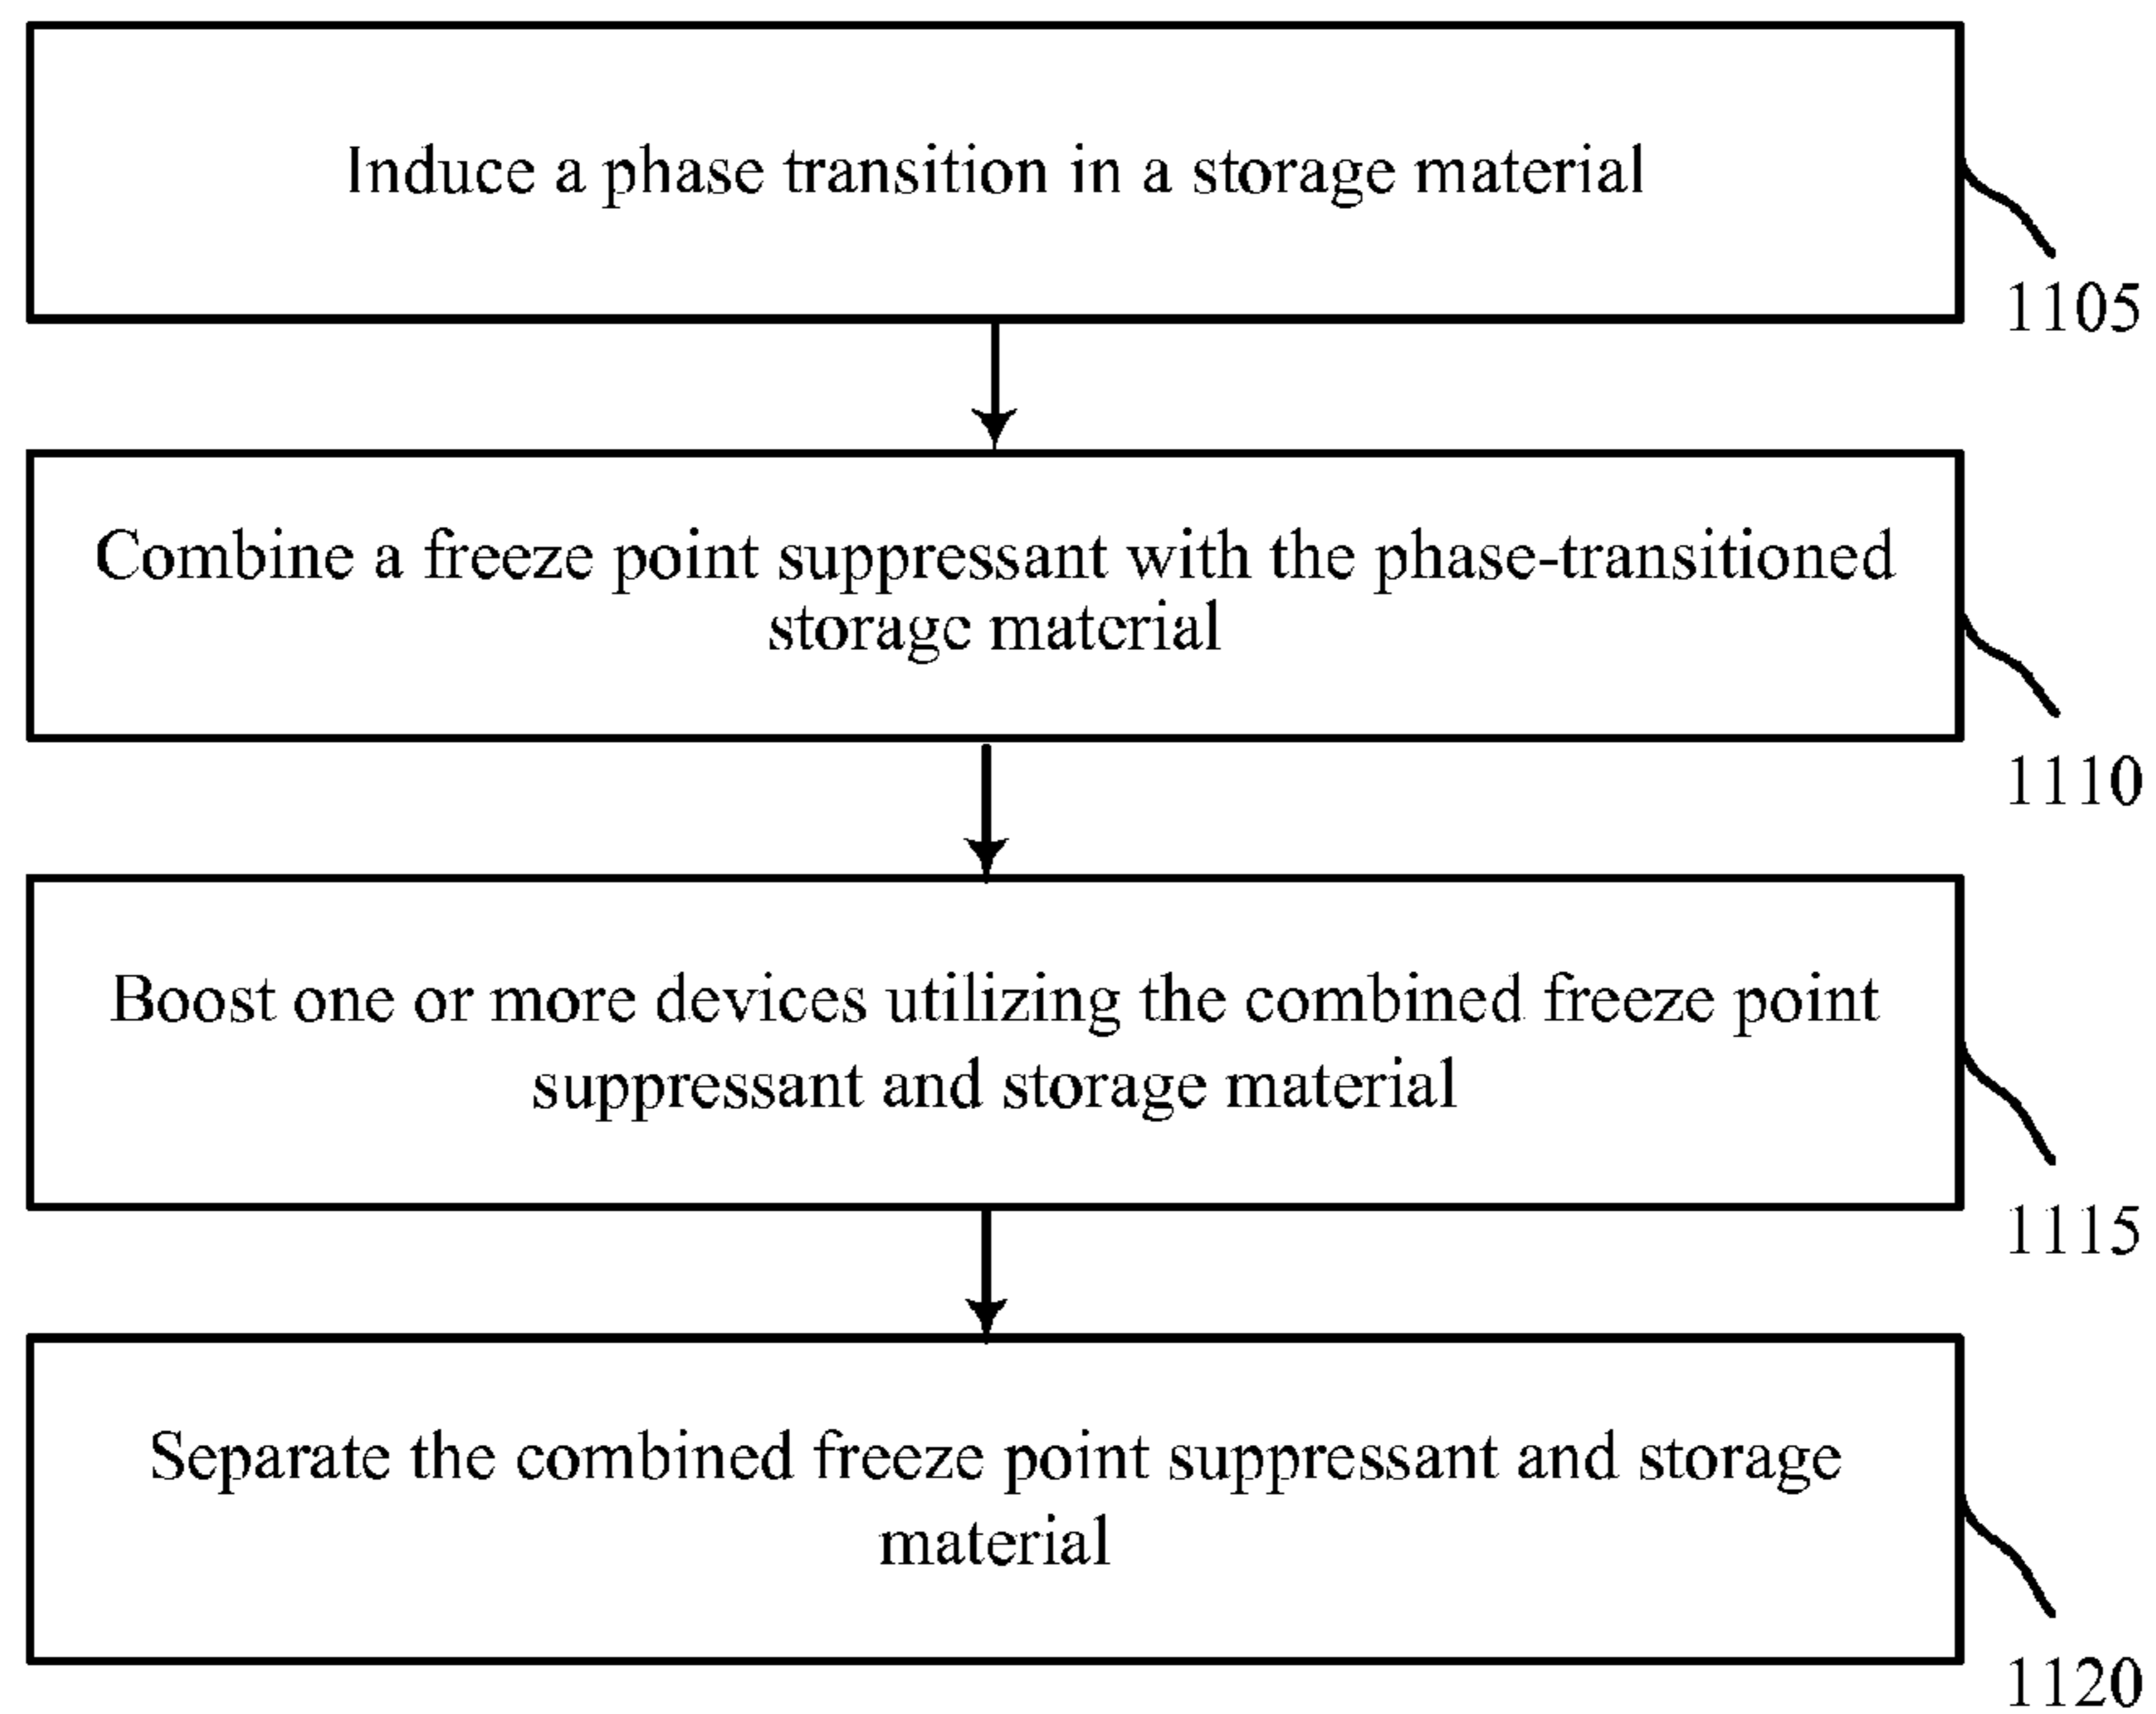 Induce a phase transition in a storage material
1105
Combine a freeze point suppressant with the phase-transitioned
storage material
1110
Boost one or more devices utilizing the combined freeze point
suppressant and storage material
1115
Separate the combined freeze point suppressant and storage
material
1120